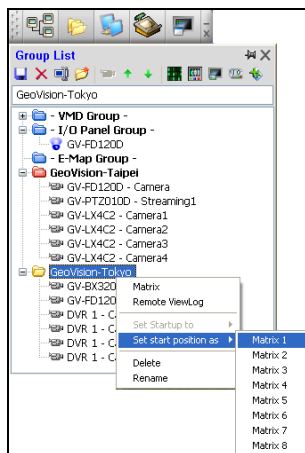 Group List
GeoVision-Tokyo
- VMD Group -
- I/O Panel Group -
GV-FD120D
- E-Map Group -
GeoVision-Taipei
GV-FD120D - Camera
GV-PTZ010D - Streaming1
GV-LX4C2 - Camera1
GV-LX4C2 - Camera2
GV-LX4C2 - Camera3
GV-LX4C2 - Camera4
GeoVision-Tokyo
GV-BX320
GV-FD120
DVR 1 - C
DVR 1 - C
DVR 1 - C
DVR 1 - C
Matrix
Remote ViewLog
Set Startup to
Set start position as
Delete
Rename
Matrix 1
Matrix 2
Matrix 3
Matrix 4
Matrix 5
Matrix 6
Matrix 7
Matrix 8